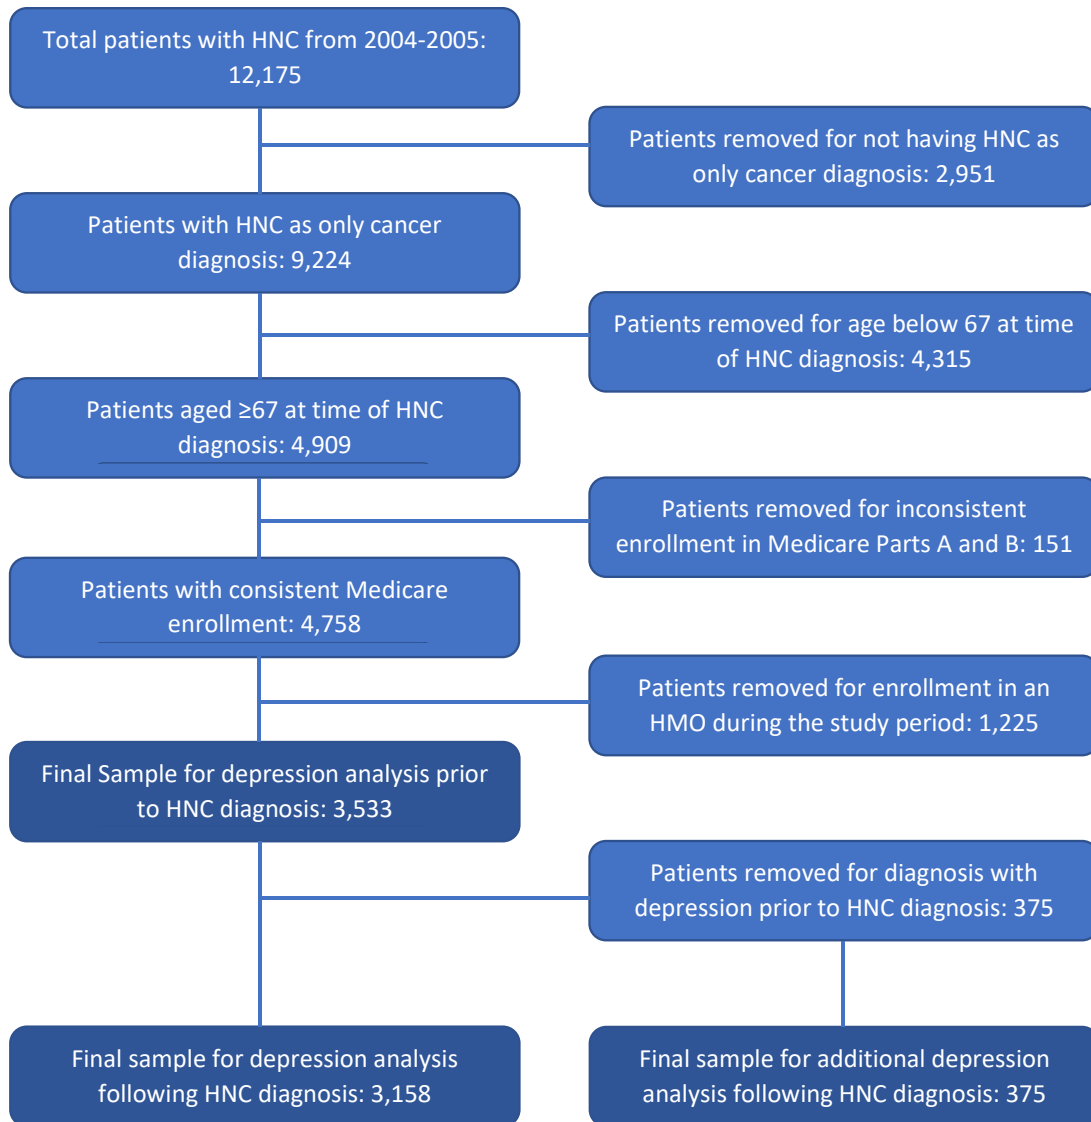 Total patients with HNC from 2004-2005:
12,175
Patients removed for not having HNC as
only cancer diagnosis: 2,951
Patients with HNC as only cancer
diagnosis: 9,224
Patients removed for age below 67 at time
of HNC diagnosis: 4,315
Patients aged ≥67 at time of HNC
diagnosis: 4,909
Patients removed for inconsistent
enrollment in Medicare Parts A and B: 151
Patients with consistent Medicare
enrollment: 4,758
Patients removed for enrollment in an
HMO during the study period: 1,225
Final Sample for depression analysis prior
to HNC diagnosis: 3,533
Patients removed for diagnosis with
depression prior to HNC diagnosis: 375
Final sample for depression analysis
following HNC diagnosis: 3,158
Final sample for additional depression
analysis following HNC diagnosis: 375